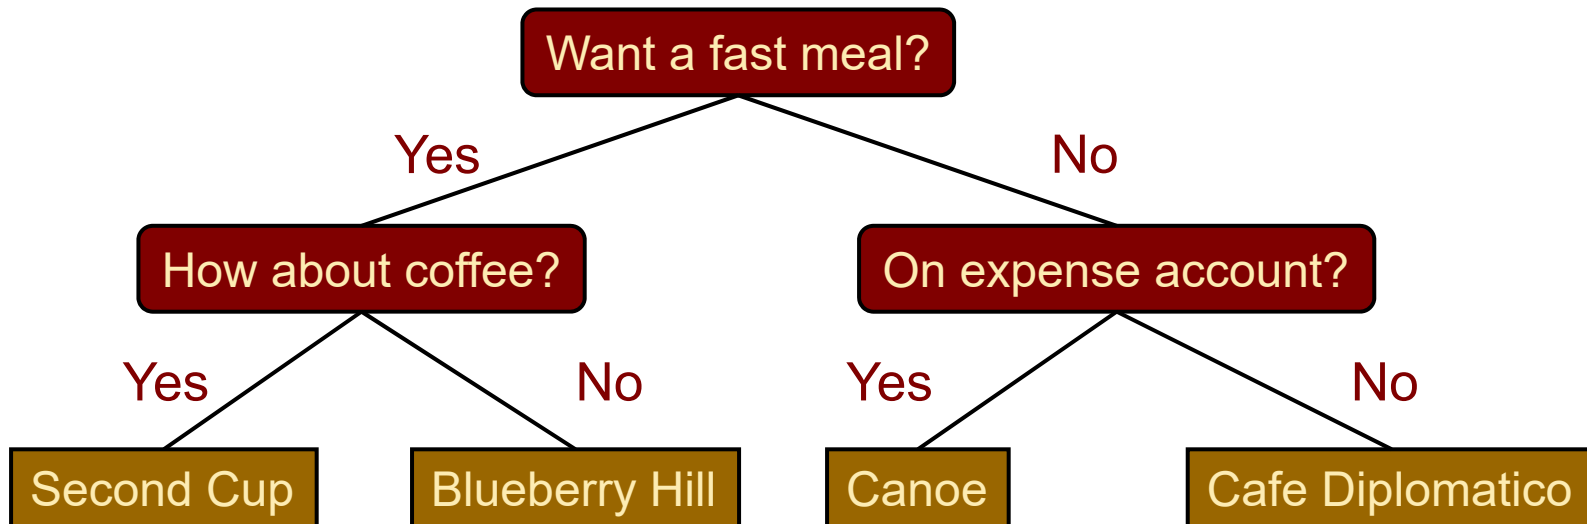 Want a fast meal?
Yes
No
How about coffee?
On expense account?
Yes
No
Yes
No
Second Cup
Blueberry Hill
Canoe
Cafe Diplomatico